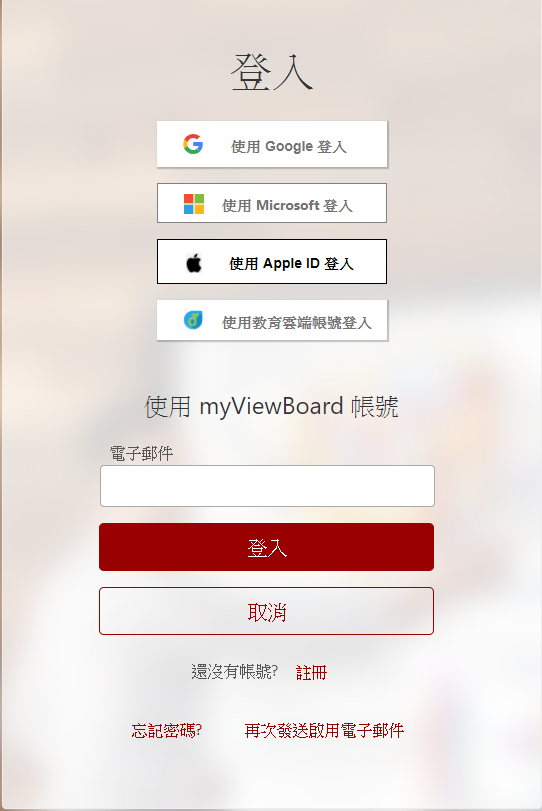 登入
使用 Google 登入
使用 Microsoft 登入
使用 Apple ID 登入
使用教育雲端帳號登入
使用 myViewBoard 帳號
電子郵件
登入
取消
還沒有帳號? 註冊
忘記密碼? 再次發送啟用電子郵件